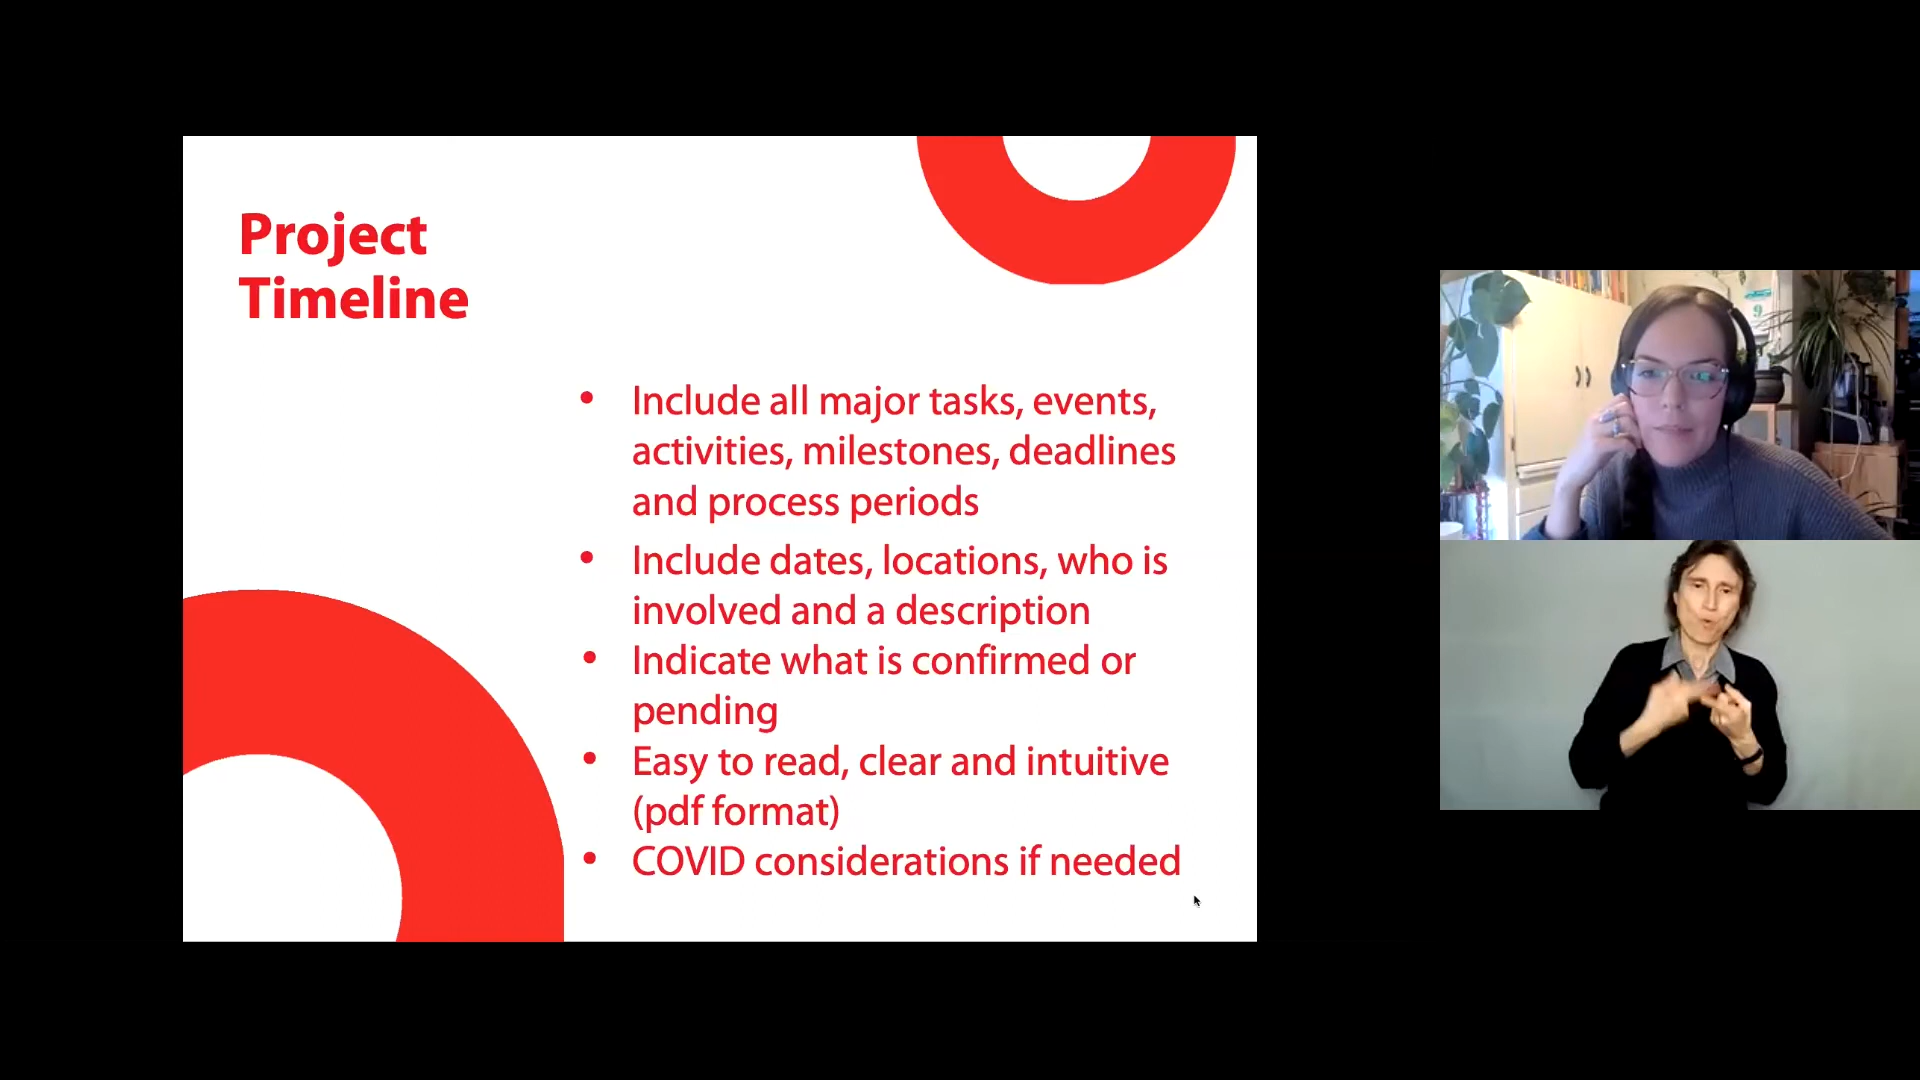 Project
Timeline
• Include all major tasks, events,
activities, milestones, deadlines
and process periods
• Include dates, locations, who is
involved and a description
• Indicate what is confirmed or
pending
• Easy to read, clear and intuitive
(pdf format)
• COVID considerations if needed
9